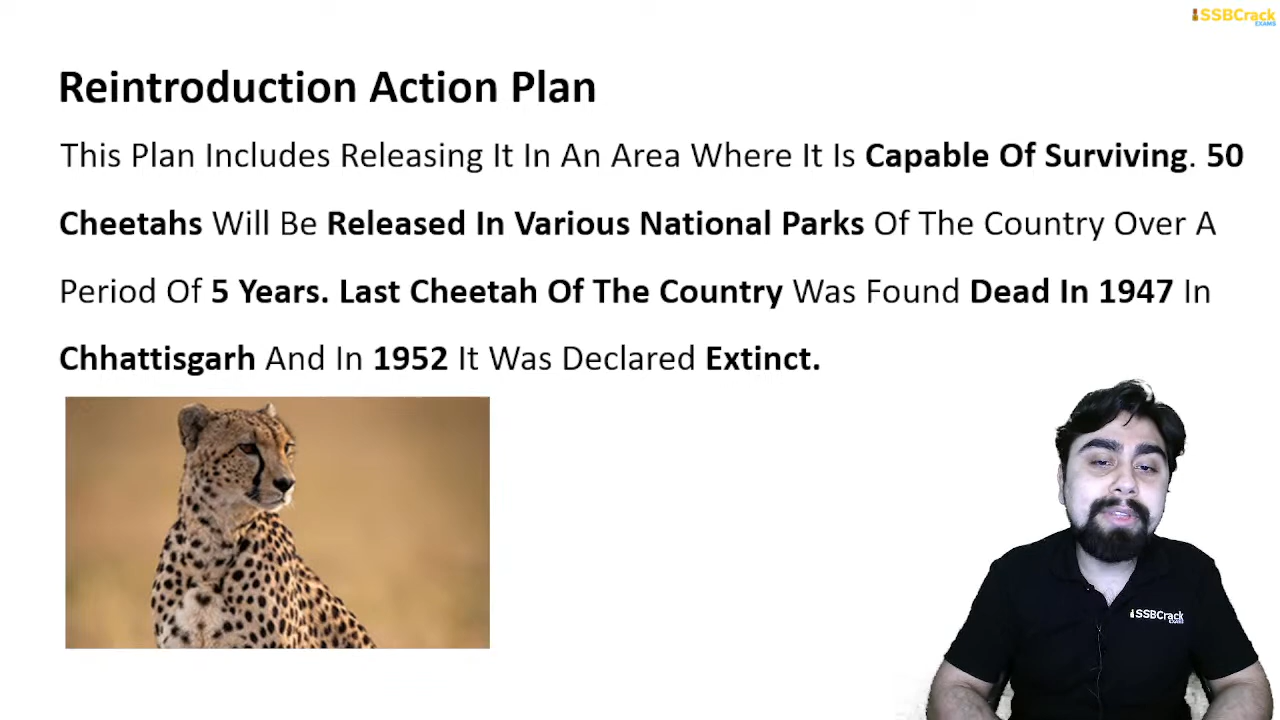 SSBCrack
EXAMS
Reintroduction Action Plan
This Plan Includes Releasing It In An Area Where It Is Capable Of Surviving. 50
Cheetahs Will Be Released In Various National Parks Of The Country Over A
Period Of 5 Years. Last Cheetah Of The Country Was Found Dead In 1947 In
Chhattisgarh And In 1952 It Was Declared Extinct.
SSBCrack
EXAMS